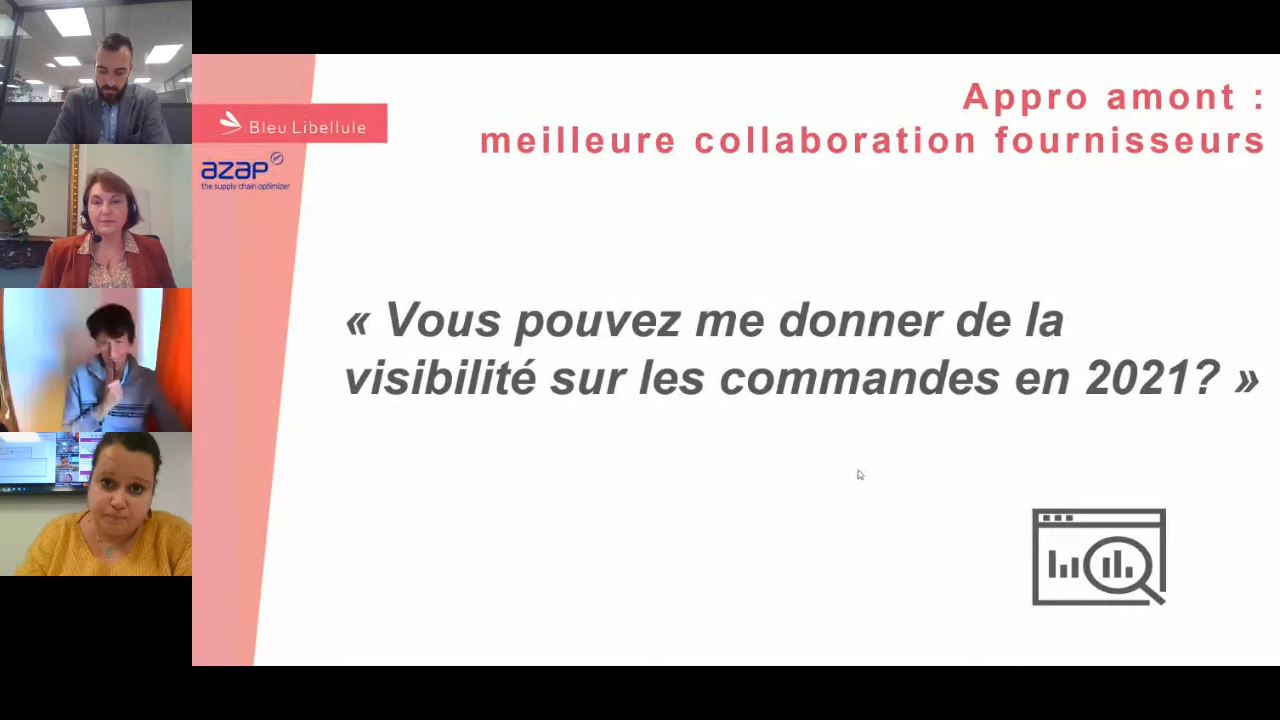 Appro amont :
meilleure collaboration fournisseurs
Bleu Libellule
azap
the supply chain optimizer
« Vous pouvez me donner de la
visibilité sur les commandes en 2021? »